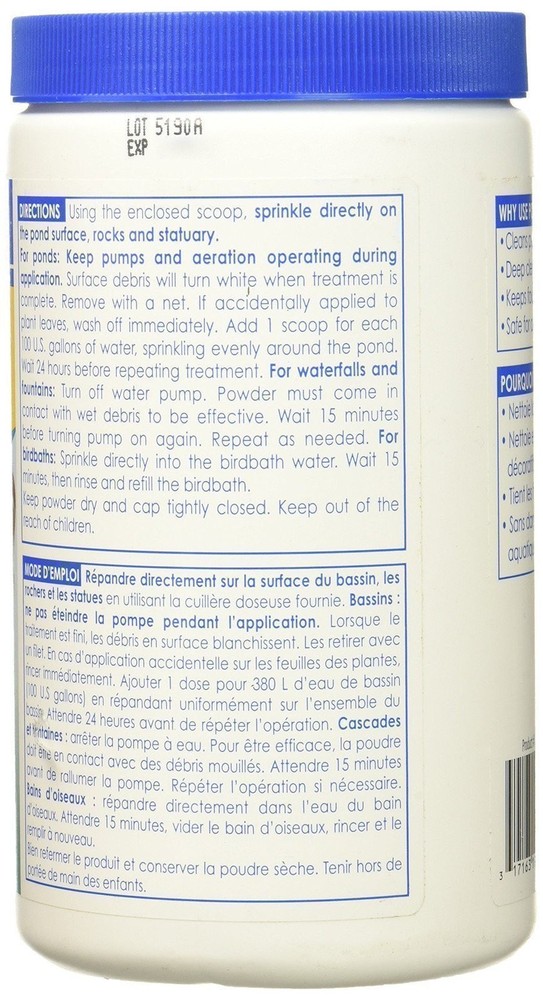 LOT 5190A
EXP
DIRECTIONS Using the enclosed scoop, sprinkle directly on
the pond surface, rocks and statuary.
For ponds: Keep pumps and aeration operating during
application. Surface debris will turn white when treatment is
complete. Remove with a net. If accidentally applied to
plant leaves, wash off immediately. Add 1 scoop for each
100 U.S. gallons of water, sprinkling evenly around the pond.
Wait 24 hours before repeating treatment. For waterfalls and
fountains: Turn off water pump. Powder must come in
contact with wet debris to be effective. Wait 15 minutes
before turning pump on again. Repeat as needed. For
birdbaths: Sprinkle directly into the birdbath water. Wait 15
minutes, then rinse and refill the birdbath.
Keep powder dry and cap tightly closed. Keep out of the
reach of children.
MODE D'EMPLOI Répandre directement sur la surface du bassin, les
rochers et les statues en utilisant la cuillère doseuse fournie. Bassins :
ne pas éteindre la pompe pendant l'application. Lorsque le
traitement est fini, les débris en surface blanchissent. Les retirer avec
un filet. En cas d'application accidentelle sur les feuilles des plantes,
rincer immédiatement. Ajouter 1 dose pour 380 L d'eau de bassin
(100 U.S gallons) en répandant uniformément sur l'ensemble du
bassin. Attendre 24 heures avant de répéter l'opération. Cascades
et fontaines : arrêter la pompe à eau. Pour être efficace, la poudre
doit être en contact avec des débris mouillés. Attendre 15 minutes
avant de rallumer la pompe. Répéter l'opération si nécessaire.
Bains d'oiseaux : répandre directement dans l'eau du bain
d'oiseaux. Attendre 15 minutes, vider le bain d'oiseaux, rincer et le
remplir à nouveau.
Bien refermer le produit et conserver la poudre sèche. Tenir hors de
portée de main des enfants.
WHY USE
• Cleans
• Deep
• Keeps
• Safe for
POURQUOI
• Nettoie
• Nettoie
• Tient les
• Sans
3 17163